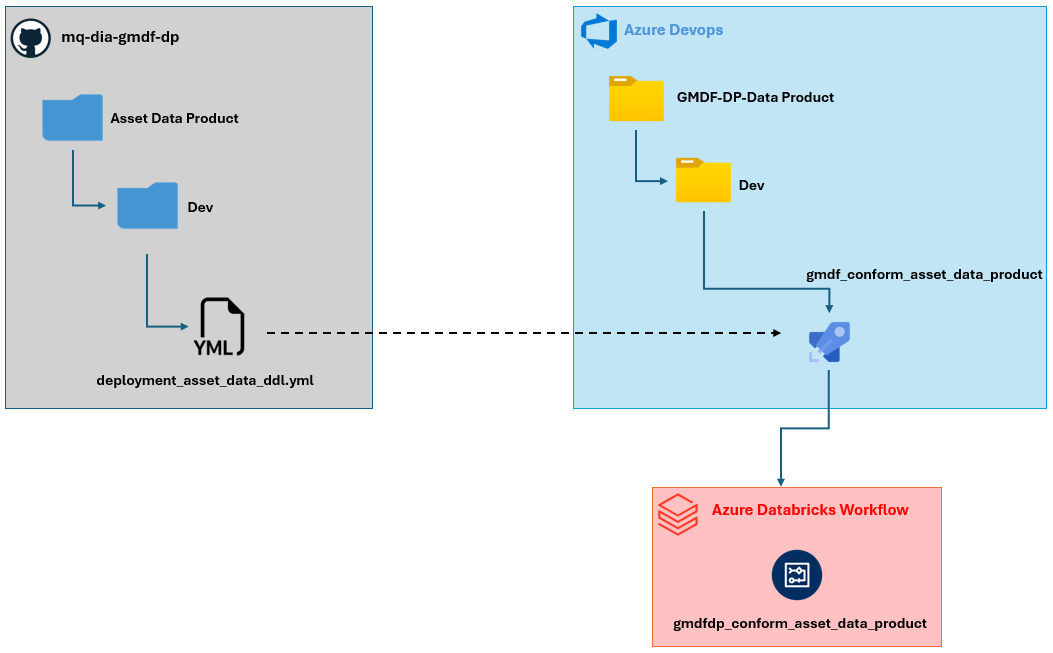 mq-dia-gmdf-dp
Asset Data Product
Dev
YML
deployment_asset_data_ddl.yml
Azure Devops
GMDF-DP-Data Product
Dev
gmdf_conform_asset_data_product
Azure Databricks Workflow
gmdfdp_conform_asset_data_product